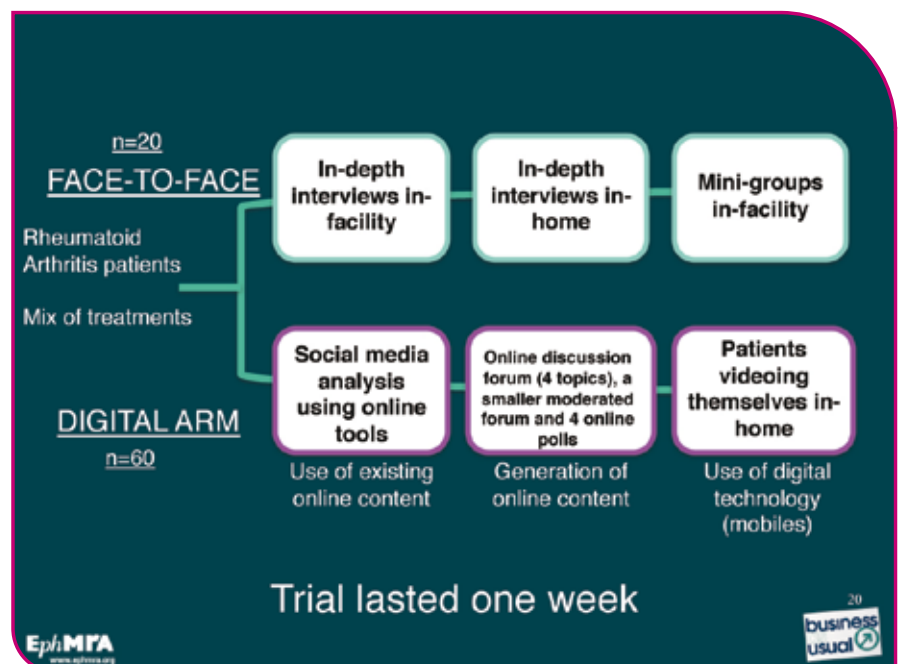 n=20
FACE-TO-FACE
Rheumatoid
Arthritis patients
Mix of treatments
DIGITAL ARM
n=60
In-depth
interviews in-
facility
In-depth
interviews in-
home
Mini-groups
in-facility
Social media
analysis
using online
tools
Use of existing
online content
Online discussion
forum (4 topics), a
smaller moderated
forum and 4 online
polls
Generation of
online content
Patients
videoing
themselves in-
home
Use of digital
technology
(mobiles)
Trial lasted one week
20
EphMRA
www.ephmra.org
business
usual